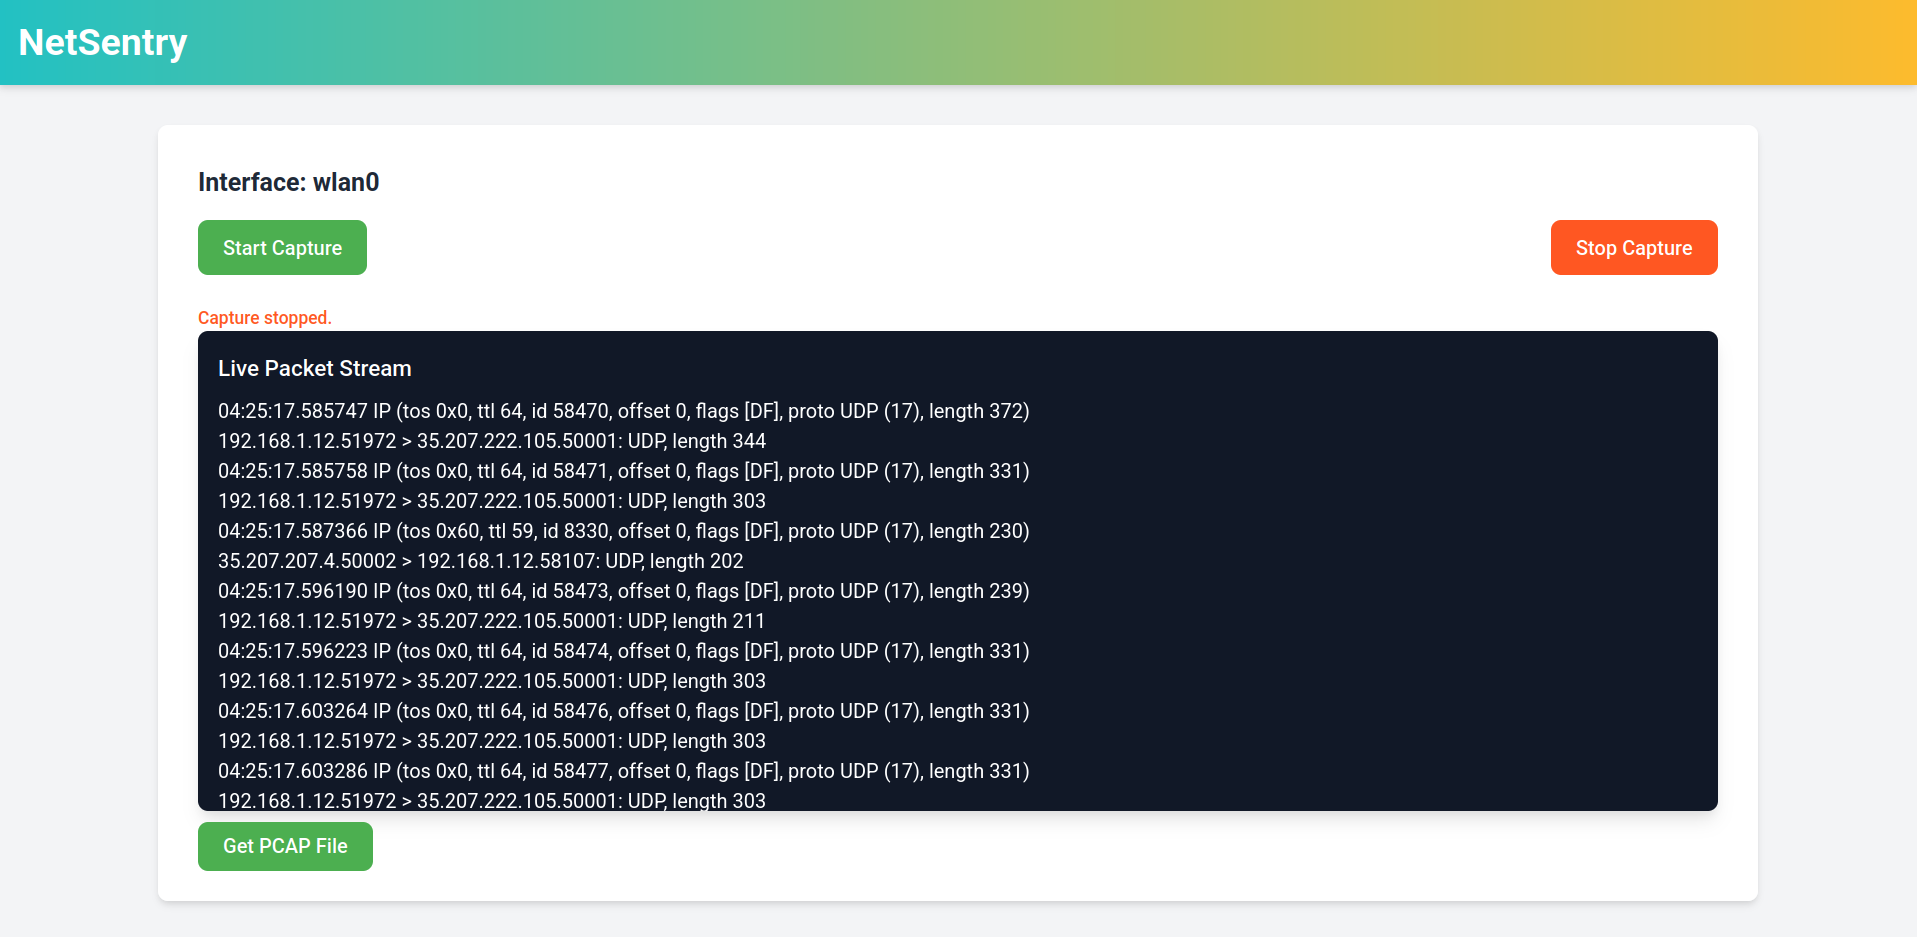 NetSentry
Interface: wlan0
Start Capture
Stop Capture
Capture stopped.
Live Packet Stream
04:25:17.585747 IP (tos 0x0, ttl 64, id 58470, offset 0, flags [DF], proto UDP (17), length 372)
192.168.1.12.51972 > 35.207.222.105.50001: UDP, length 344
04:25:17.585758 IP (tos 0x0, ttl 64, id 58471, offset 0, flags [DF], proto UDP (17), length 331)
192.168.1.12.51972 > 35.207.222.105.50001: UDP, length 303
04:25:17.587366 IP (tos 0x60, ttl 59, id 8330, offset 0, flags [DF], proto UDP (17), length 230)
35.207.207.4.50002 > 192.168.1.12.58107: UDP, length 202
04:25:17.596190 IP (tos 0x0, ttl 64, id 58473, offset 0, flags [DF], proto UDP (17), length 239)
192.168.1.12.51972 > 35.207.222.105.50001: UDP, length 211
04:25:17.596223 IP (tos 0x0, ttl 64, id 58474, offset 0, flags [DF], proto UDP (17), length 331)
192.168.1.12.51972 > 35.207.222.105.50001: UDP, length 303
04:25:17.603264 IP (tos 0x0, ttl 64, id 58476, offset 0, flags [DF], proto UDP (17), length 331)
192.168.1.12.51972 > 35.207.222.105.50001: UDP, length 303
04:25:17.603286 IP (tos 0x0, ttl 64, id 58477, offset 0, flags [DF], proto UDP (17), length 331)
192.168.1.12.51972 > 35.207.222.105.50001: UDP, length 303
Get PCAP File